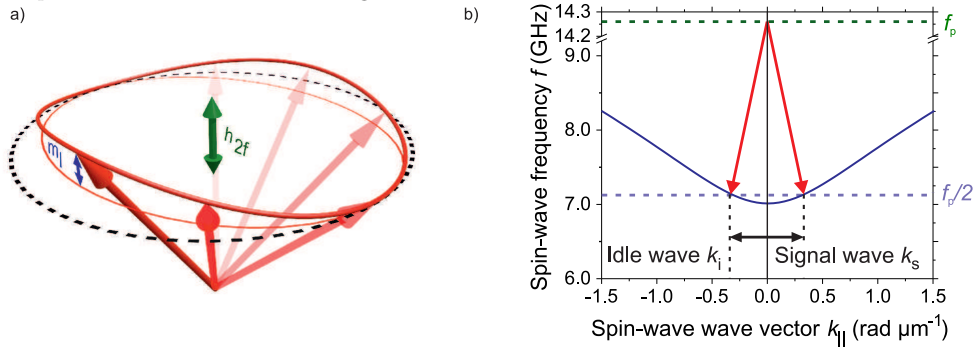 a)
h2f
ml
b)
Spin-wave frequency f (GHz)
14.3
14.2
9.0
8.0
7.0
6.0
fp
fp/2
Idle wave ki
Signal wave ks
-1.5
-1.0
-0.5
0.0
0.5
1.0
1.5
Spin-wave wave vector k|| (rad µm⁻¹)